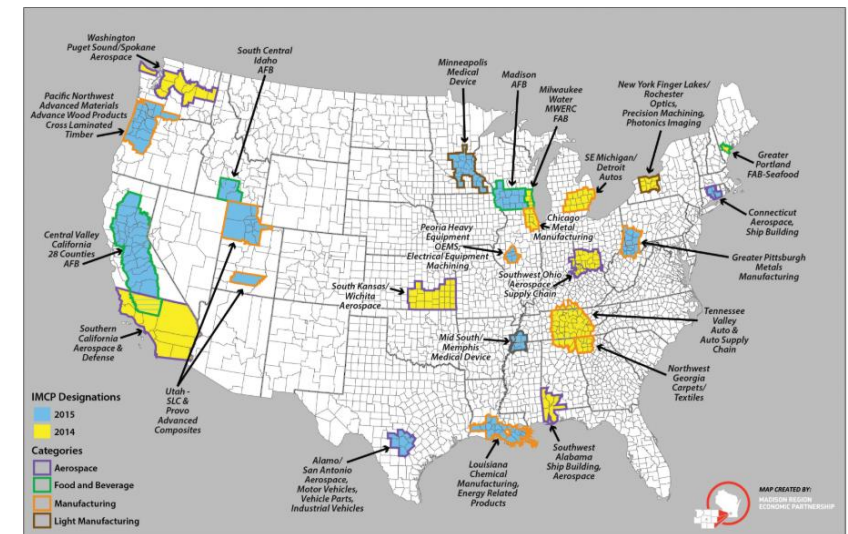 Washington
Puget Sound/Spokane
Aerospace
South Central
Idaho
AFB
Pacific Northwest
Advanced Materials
Advance Wood Products
Cross Laminated
Timber
Minneapolis
Medical
Device
Madison
AFB
Milwaukee
Water
MWERC
FAB
New York Finger Lakes/
Rochester
Optics,
Precision Machining,
Photonics Imaging
SE Michigan/
Detroit
Autos
Greater
Portland
FAB-Seafood
Connecticut
Aerospace,
Ship Building
Central Valley
California
28 Counties
AFB
Peoria Heavy
Equipment
OEMS,
Electrical Equipment
Machining
Chicago
Metal
Manufacturing
Greater Pittsburgh
Metals
Manufacturing
South Kansas/
Wichita
Aerospace
Southwest Ohio
Aerospace
Supply Chain
Southern
California
Aerospace &
Defense
Mid South/
Memphis
Medical Device
Tennessee
Valley
Auto &
Auto Supply
Chain
Northwest
Georgia
Carpets/
Textiles
Utah -
SLC &
Provo
Advanced
Composites
Alamo/
San Antonio
Aerospace,
Motor Vehicles,
Vehicle Parts,
Industrial Vehicles
Louisiana
Chemical
Manufacturing,
Energy Related
Products
Southwest
Alabama
Ship Building,
Aerospace
IMCP Designations
2015
2014
Categories
Aerospace
Food and Beverage
Manufacturing
Light Manufacturing
MAP CREATED BY:
MADISON REGION
ECONOMIC PARTNERSHIP